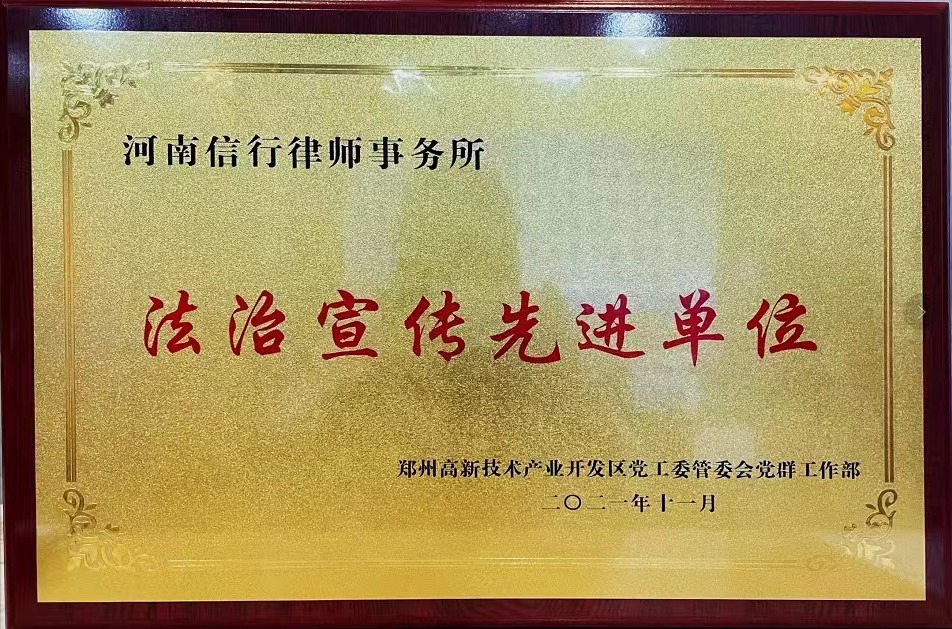 河南信行律师事务所
法治宣传先进单位
郑州高新技术产业开发区党工委管委会党群工作部
二〇二一年十一月